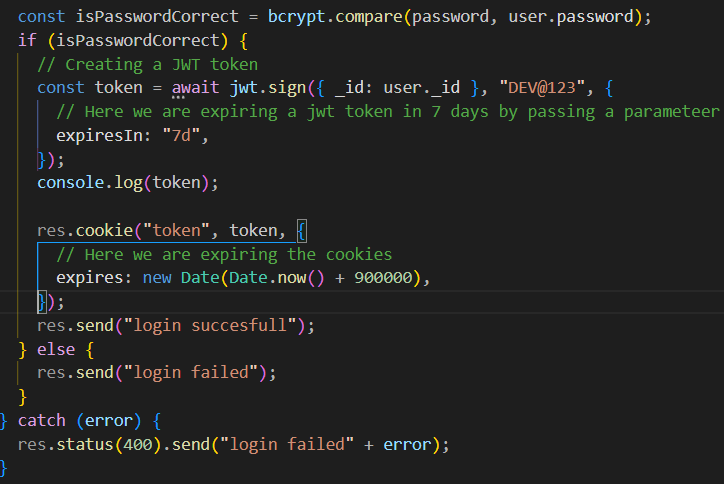 const isPasswordCorrect = bcrypt.compare(password, user.password);
if (isPasswordCorrect) {
// Creating a JWT token
const token = await jwt.sign({ _id: user._id }, "DEV@123", {
// Here we are expiring a jwt token in 7 days by passing a parameteer
expiresIn: "7d",
});
console.log(token);
res.cookie("token", token, {
// Here we are expiring the cookies
expires: new Date(Date.now() + 900000),
});
res.send("login succesfull");
} else {
res.send("login failed");
}
} catch (error) {
res.status(400).send("login failed" + error);
}